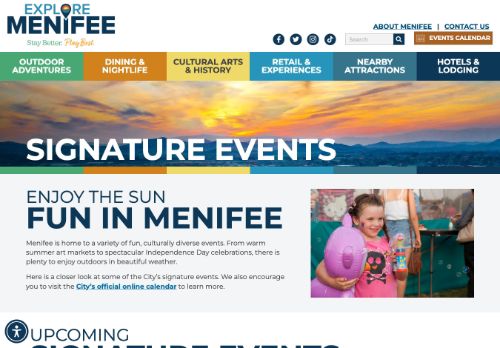 EXPLORE
MENIFEE
Stay Better. Play Best.
ABOUT MENIFEE | CONTACT US
Search
EVENTS CALENDAR
OUTDOOR ADVENTURES
DINING & NIGHTLIFE
CULTURAL ARTS & HISTORY
RETAIL & EXPERIENCES
NEARBY ATTRACTIONS
HOTELS & LODGING
SIGNATURE EVENTS
ENJOY THE SUN
FUN IN MENIFEE
Menifee is home to a variety of fun, culturally diverse events. From warm
summer art markets to spectacular Independence Day celebrations, there is
plenty to enjoy outdoors in beautiful weather.
Here is a closer look at some of the City's signature events. We also encourage
you to visit the City's official online calendar to learn more.
UPCOMING
SIGNATURE EVENTS